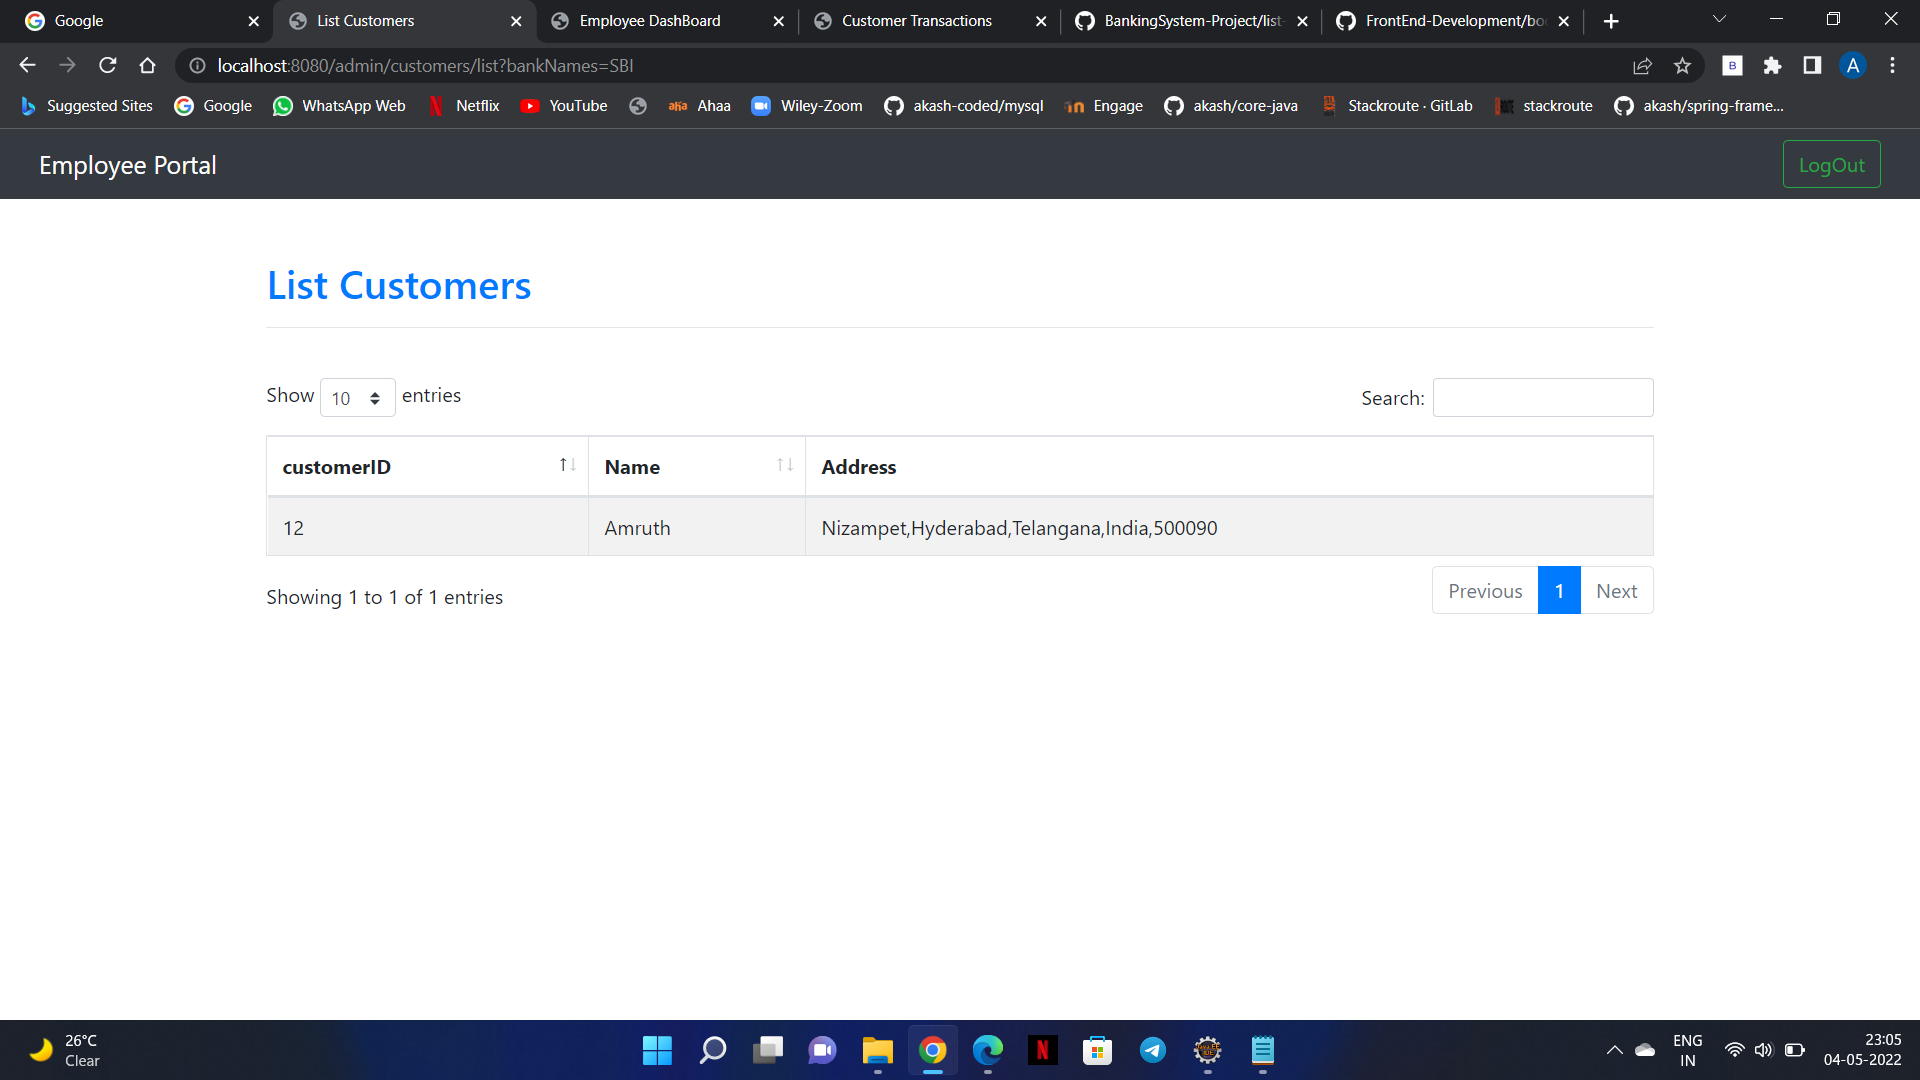 Google
List Customers
Employee DashBoard
Customer Transactions
BankingSystem-Project/list-
FrontEnd-Development/boo
localhost:8080/admin/customers/list?bankNames=SBI
B
A
Suggested Sites
Google
WhatsApp Web
Netflix
YouTube
aha Ahaa
Wiley-Zoom
akash-coded/mysql
Engage
akash/core-java
Stackroute · GitLab
stackroute
akash/spring-frame...
Employee Portal
LogOut
List Customers
Show 10 entries
Search:
customerID Name Address
12 Amruth Nizampet,Hyderabad,Telangana,India,500090
Showing 1 to 1 of 1 entries
Previous 1 Next
26°C
Clear
ENG
IN
23:05
04-05-2022